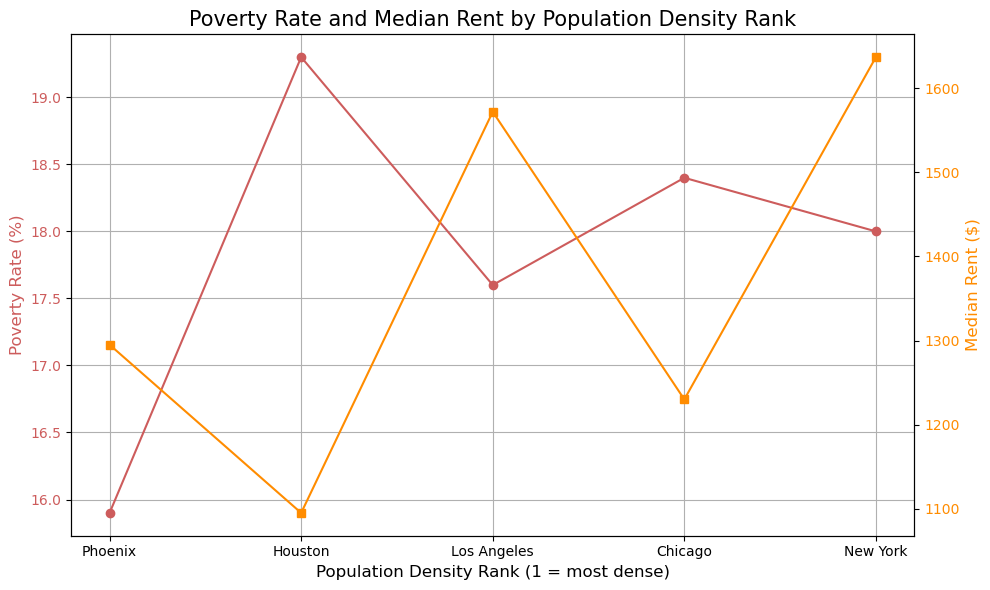 Poverty Rate and Median Rent by Population Density Rank
Poverty Rate (%)
19.0
18.5
18.0
17.5
17.0
16.5
16.0
1600
1500
1400
1300
1200
1100
Median Rent ($)
Phoenix Houston Los Angeles Chicago New York
Population Density Rank (1 = most dense)